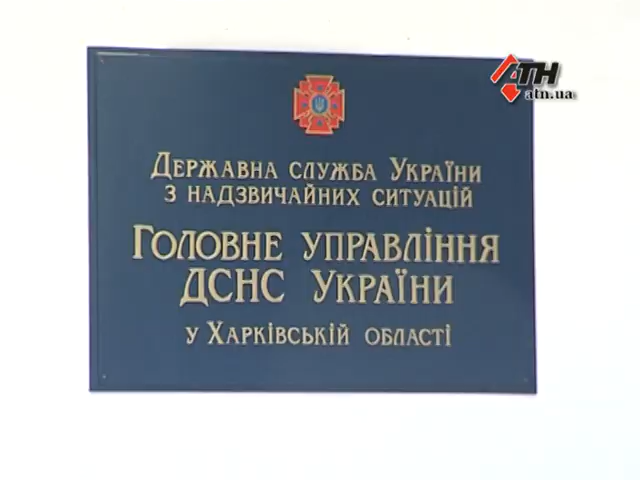 АТН
atn.ua
Державна служба України
з надзвичайних ситуацій
Головне управління
ДСНС України
у Харківській області